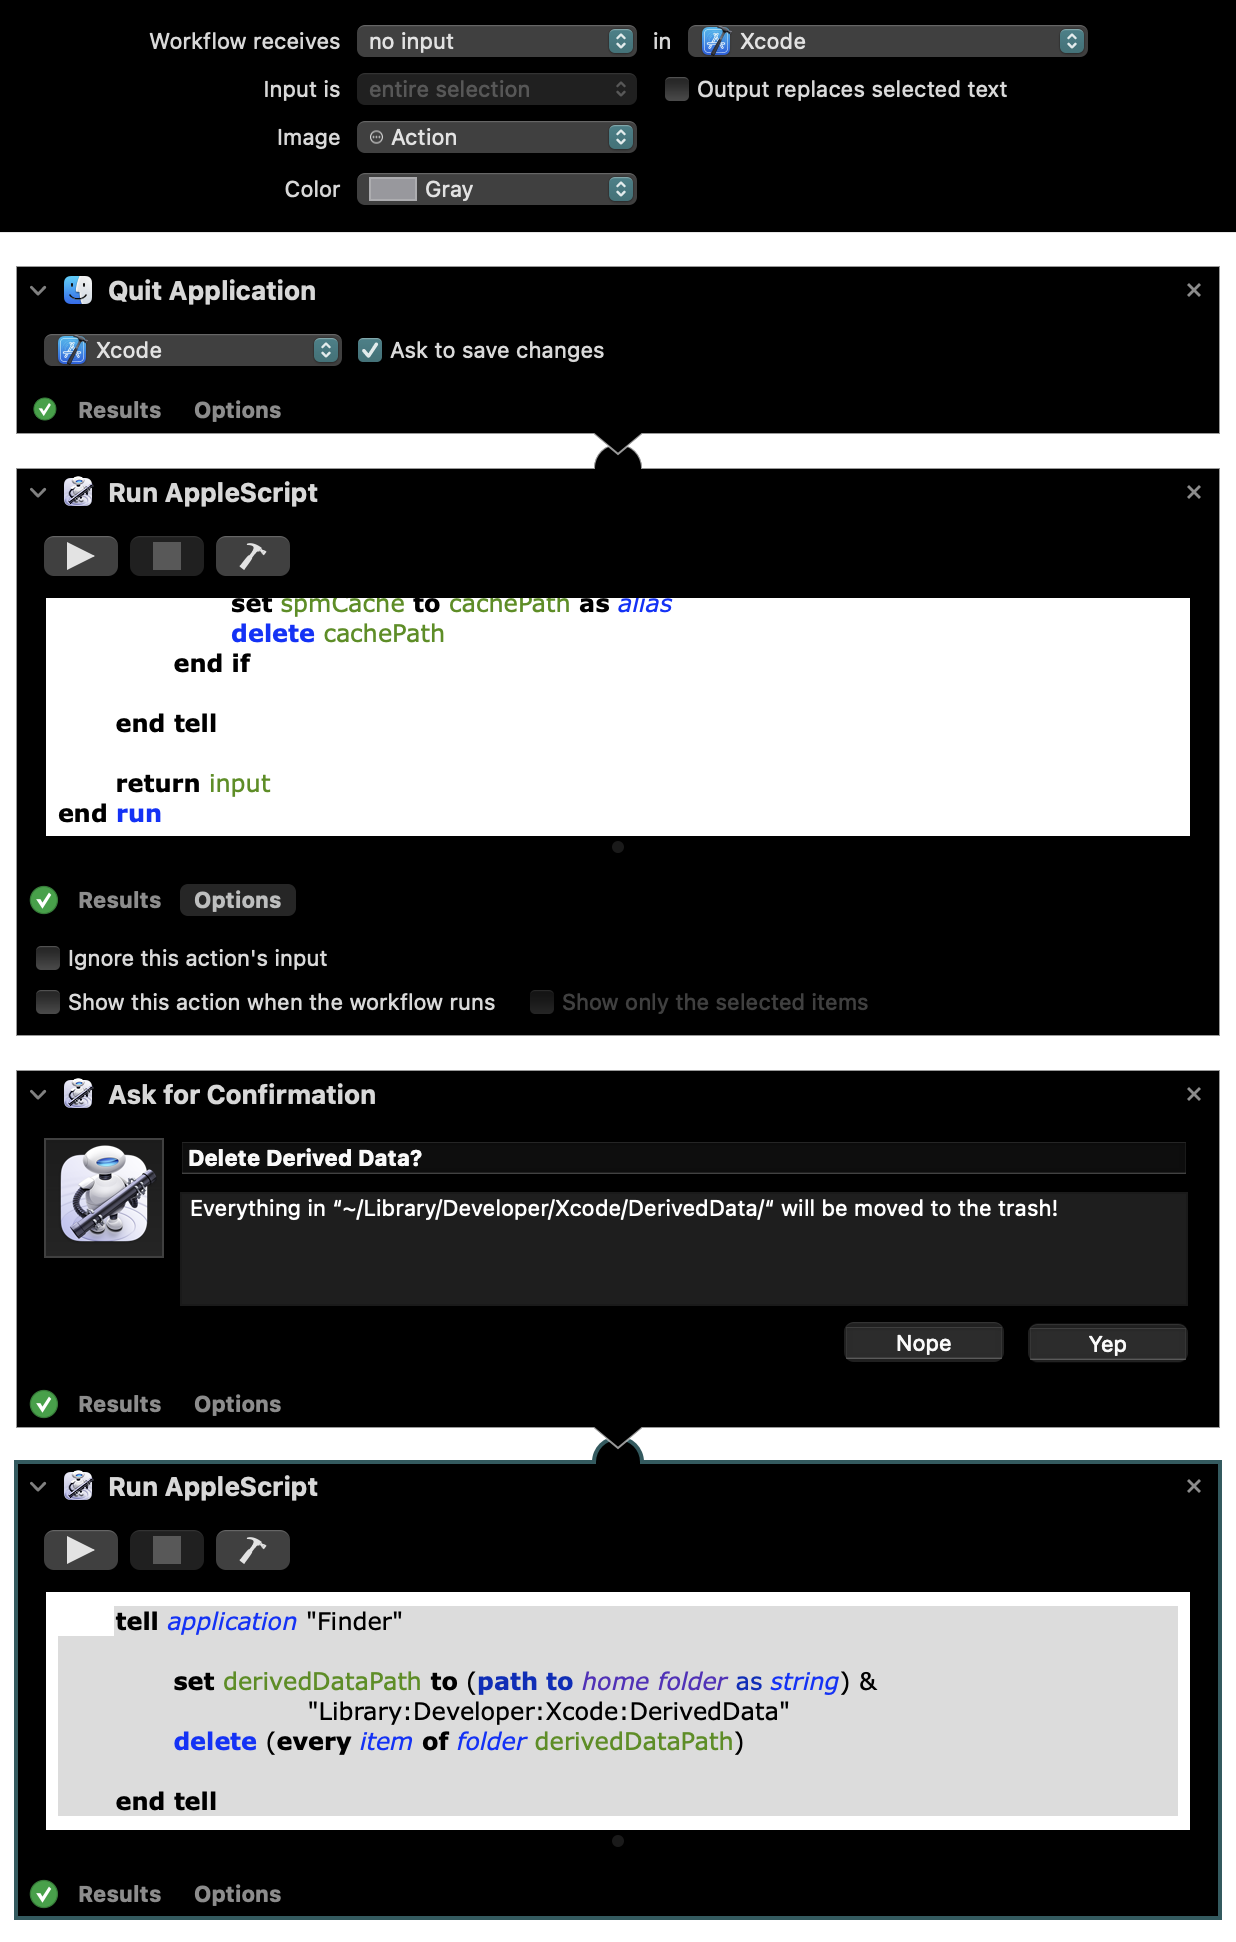 Workflow receives no input in Xcode
Input is entire selection Output replaces selected text
Image Action
Color Gray
Quit Application
Xcode Ask to save changes
Results Options
Run AppleScript
set spmCache to cachePath as alias
delete cachePath
end if
end tell
return input
end run
Results Options
Ignore this action's input
Show this action when the workflow runs Show only the selected items
Ask for Confirmation
Delete Derived Data?
Everything in “~/Library/Developer/Xcode/DerivedData/“ will be moved to the trash!
Nope Yep
Results Options
Run AppleScript
tell application "Finder"
set derivedDataPath to (path to home folder as string) &
"Library:Developer:Xcode:DerivedData"
delete (every item of folder derivedDataPath)
end tell
Results Options